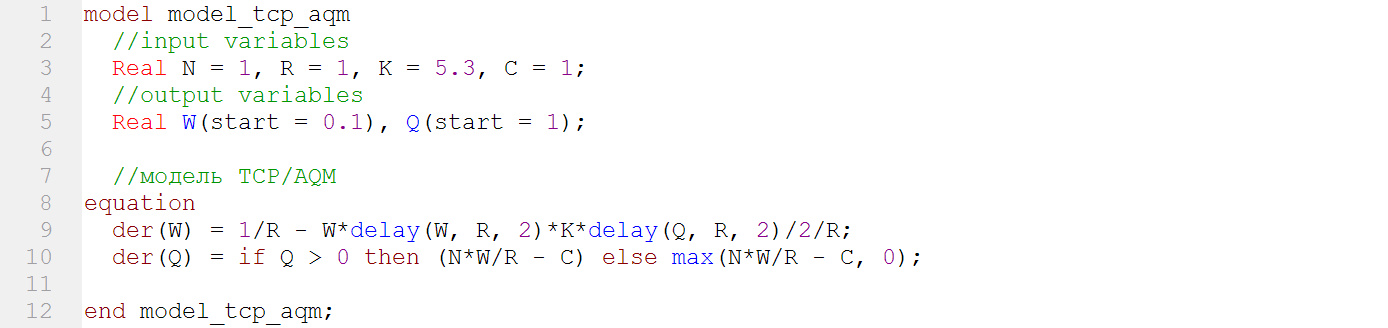 1 model model_tcp_aqm
2   //input variables
3   Real N = 1, R = 1, K = 5.3, C = 1;
4   //output variables
5   Real W(start = 0.1), Q(start = 1);
6
7   //модель TCP/AQM
8 equation
9   der(W) = 1/R - W*delay(W, R, 2)*K*delay(Q, R, 2)/2/R;
10   der(Q) = if Q > 0 then (N*W/R - C) else max(N*W/R - C, 0);
11
12 end model_tcp_aqm;